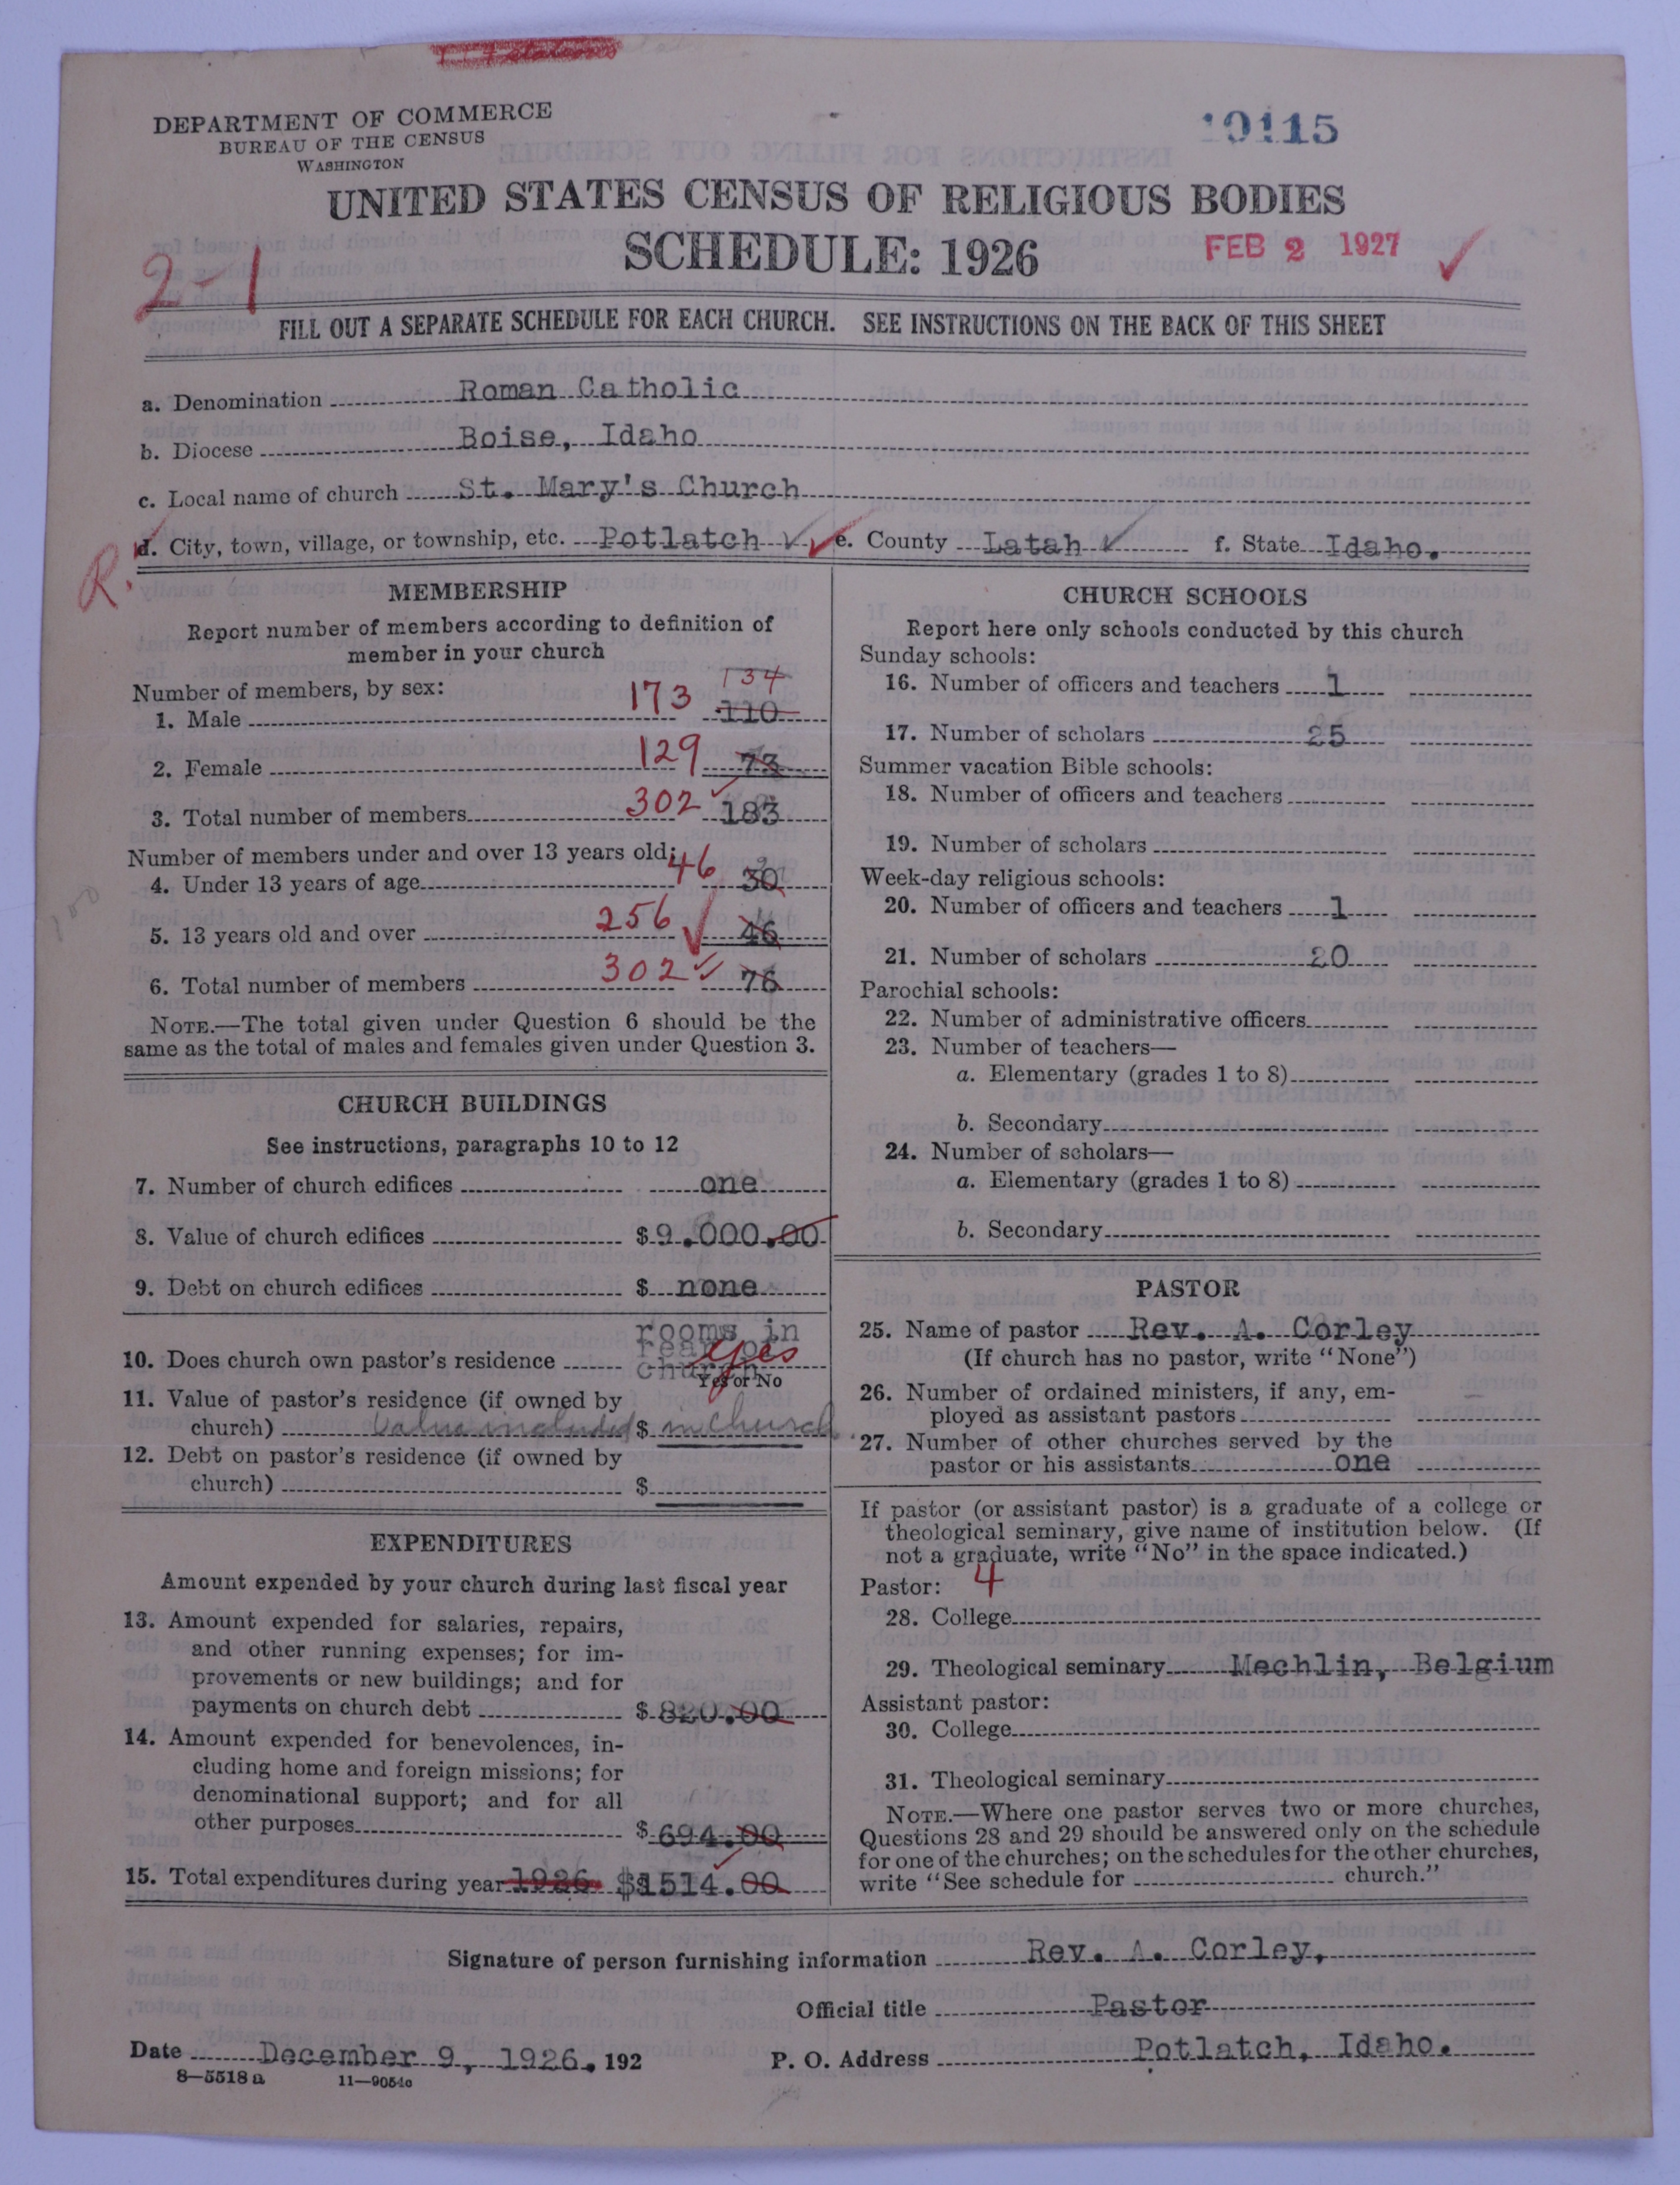 DEPARTMENT OF COMMERCE
BUREAU OF THE CENSUS
WASHINGTON
19115
UNITED STATES CENSUS OF RELIGIOUS BODIES
SCHEDULE: 1926
FEB 2 1927
2-1
FILL OUT A SEPARATE SCHEDULE FOR EACH CHURCH. SEE INSTRUCTIONS ON THE BACK OF THIS SHEET
a. Denomination Roman Catholic
b. Diocese Boise, Idaho
c. Local name of church St. Mary's Church
R. d. City, town, village, or township, etc. Potlatch e. County Latah f. State Idaho.
MEMBERSHIP
Report number of members according to definition of
member in your church
Number of members, by sex:
134
1. Male 173 110
2. Female 129 73
3. Total number of members 302 183
Number of members under and over 13 years old:
4. Under 13 years of age 46 30
5. 13 years old and over 256 46
6. Total number of members 302 76
NOTE.—The total given under Question 6 should be the
same as the total of males and females given under Question 3.
100
CHURCH BUILDINGS
See instructions, paragraphs 10 to 12
7. Number of church edifices one
8. Value of church edifices $ 9.000.00
9. Debt on church edifices $ none
rooms in
rear of
10. Does church own pastor's residence church yes
Yes or No
11. Value of pastor's residence (if owned by
church) Value included $ in Church
12. Debt on pastor's residence (if owned by
church) $
EXPENDITURES
Amount expended by your church during last fiscal year
13. Amount expended for salaries, repairs,
and other running expenses; for im-
provements or new buildings; and for
payments on church debt $ 820.00
14. Amount expended for benevolences, in-
cluding home and foreign missions; for
denominational support; and for all
other purposes $ 694.00
15. Total expenditures during year 1926 $1514.00
CHURCH SCHOOLS
Report here only schools conducted by this church
Sunday schools:
16. Number of officers and teachers 1
17. Number of scholars 25
Summer vacation Bible schools:
18. Number of officers and teachers
19. Number of scholars
Week-day religious schools:
20. Number of officers and teachers 1
21. Number of scholars 20
Parochial schools:
22. Number of administrative officers
23. Number of teachers—
a. Elementary (grades 1 to 8)
b. Secondary
24. Number of scholars—
a. Elementary (grades 1 to 8)
b. Secondary
PASTOR
25. Name of pastor Rev. A. Corley
(If church has no pastor, write "None")
26. Number of ordained ministers, if any, em-
ployed as assistant pastors
27. Number of other churches served by the
pastor or his assistants one
If pastor (or assistant pastor) is a graduate of a college or
theological seminary, give name of institution below. (If
not a graduate, write "No" in the space indicated.)
Pastor: 4
28. College
29. Theological seminary Mechlin, Belgium
Assistant pastor:
30. College
31. Theological seminary
NOTE.—Where one pastor serves two or more churches,
Questions 28 and 29 should be answered only on the schedule
for one of the churches; on the schedules for the other churches,
write "See schedule for church."
Signature of person furnishing information Rev. A. Corley,
Official title Pastor
Date December 9, 1926. 192 P. O. Address Potlatch, Idaho.
8—5518 a 11—9054c